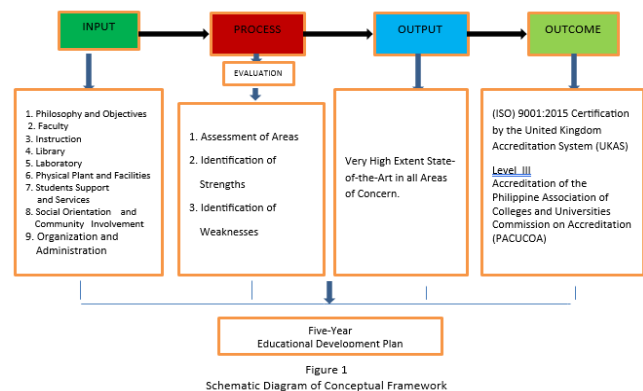 INPUT
PROCESS
OUTPUT
OUTCOME
EVALUATION
1. Philosophy and Objectives
2. Faculty
3. Instruction
4. Library
5. Laboratory
6. Physical Plant and Facilities
7. Students Support
and Services
8. Social Orientation and
Community Involvement
9. Organization and
Administration
1. Assessment of Areas
2. Identification of
Strengths
3. Identification of
Weaknesses
Very High Extent State-
of-the-Art in all Areas
of Concern.
(ISO) 9001:2015 Certification
by the United Kingdom
Accreditation System (UKAS)
Level III
Accreditation of the
Philippine Association of
Colleges and Universities
Commission on Accreditation
(PACUCOA)
Five-Year
Educational Development Plan
Figure 1
Schematic Diagram of Conceptual Framework